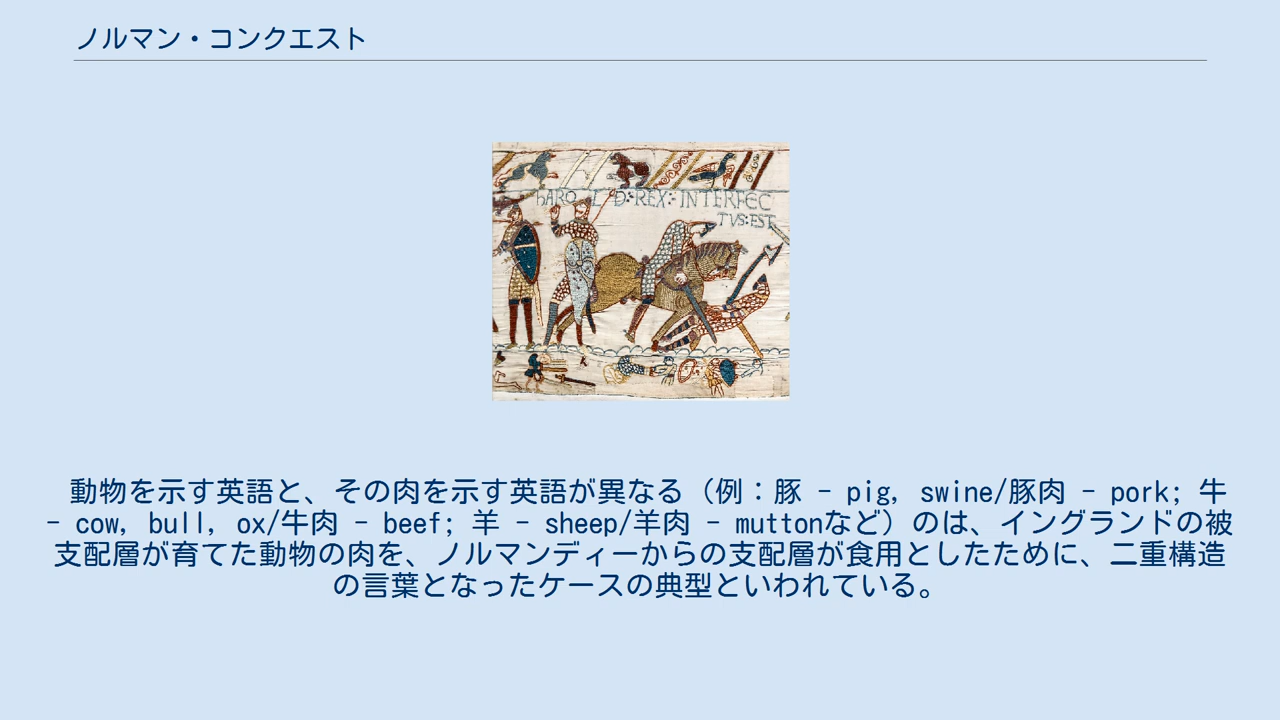 ノルマン・コンクエスト
hAROLD:REX:INTERFEC
TVS:EST
動物を示す英語と、その肉を示す英語が異なる（例：豚 - pig, swine/豚肉 - pork; 牛
- cow, bull, ox/牛肉 - beef; 羊 - sheep/羊肉 - muttonなど）のは、イングランドの被
支配層が育てた動物の肉を、ノルマンディーからの支配層が食用としたために、二重構造
の言葉となったケースの典型といわれている。